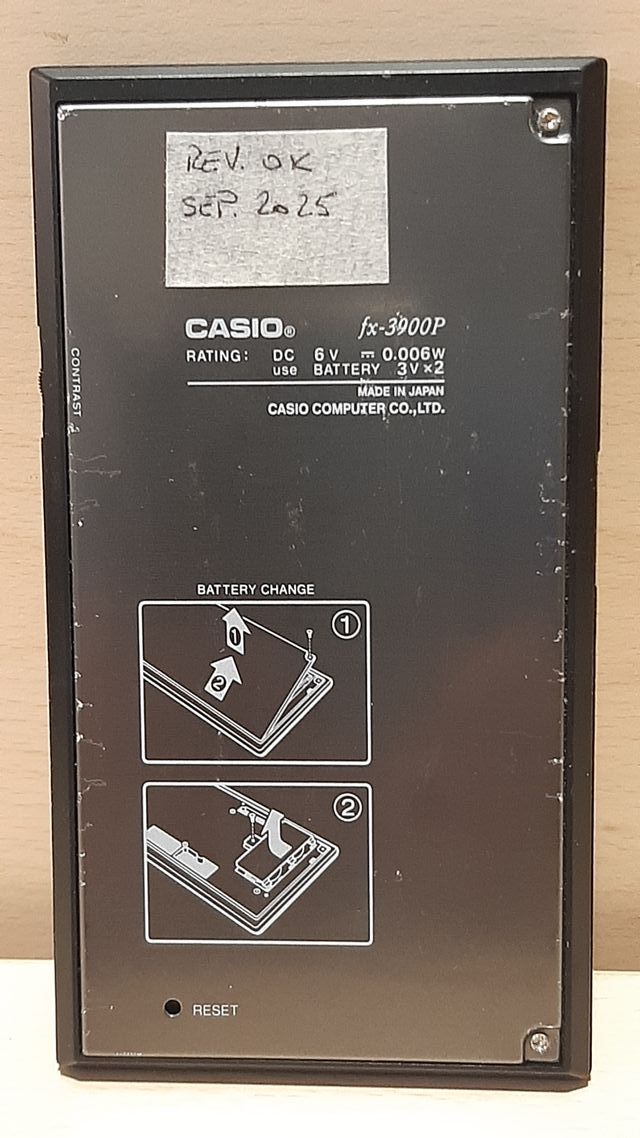 REV. OK
SEP. 2025
CASIO® fx-3900P
RATING: DC 6V ⎓ 0.006W
use BATTERY 3V×2
MADE IN JAPAN
CASIO COMPUTER CO.,LTD.
CONTRAST
BATTERY CHANGE
1
1
2
2
RESET